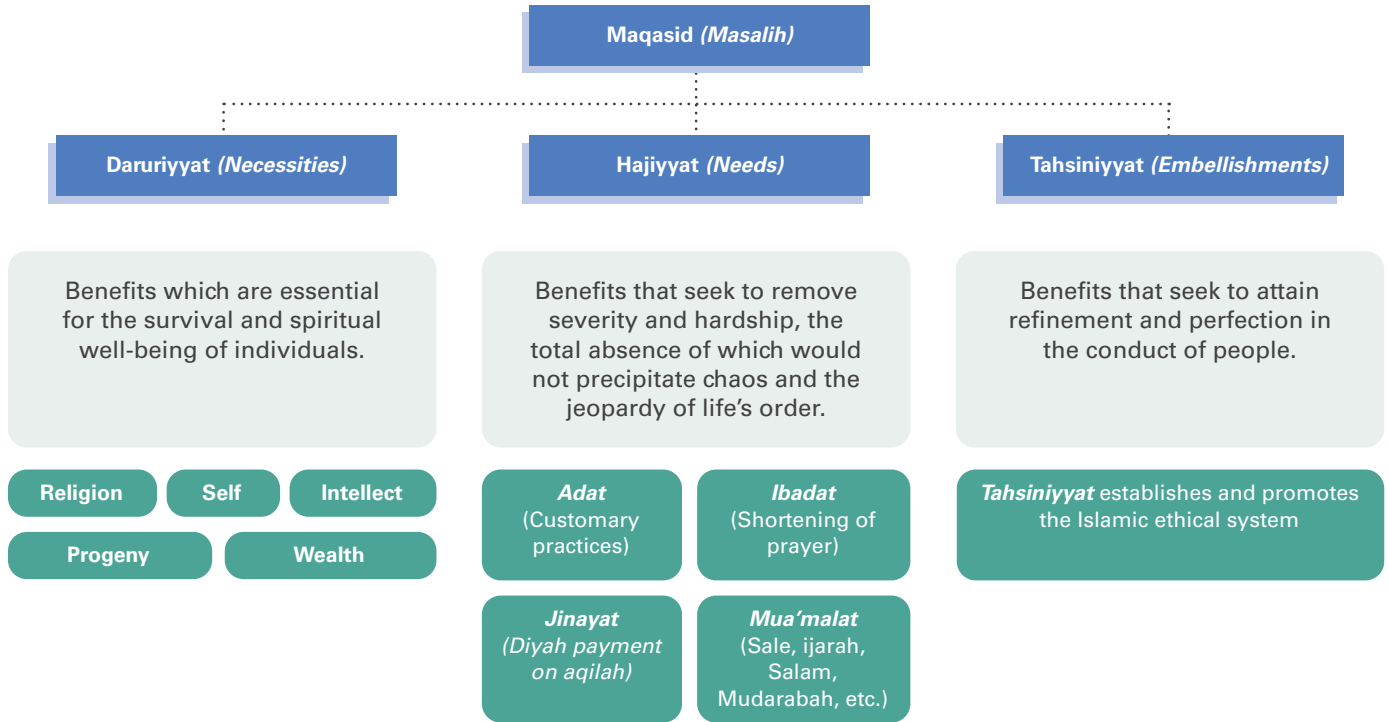 Maqasid (Masalih)
Daruriyyat (Necessities)
Hajiyyat (Needs)
Tahsiniyyat (Embellishments)
Benefits which are essential
for the survival and spiritual
well-being of individuals.
Benefits that seek to remove
severity and hardship, the
total absence of which would
not precipitate chaos and the
jeopardy of life’s order.
Benefits that seek to attain
refinement and perfection in
the conduct of people.
Religion
Self
Intellect
Progeny
Wealth
Adat
(Customary
practices)
Ibadat
(Shortening of
prayer)
Jinayat
(Diyah payment
on aqilah)
Mua’malat
(Sale, ijarah,
Salam,
Mudarabah, etc.)
Tahsiniyyat establishes and promotes
the Islamic ethical system